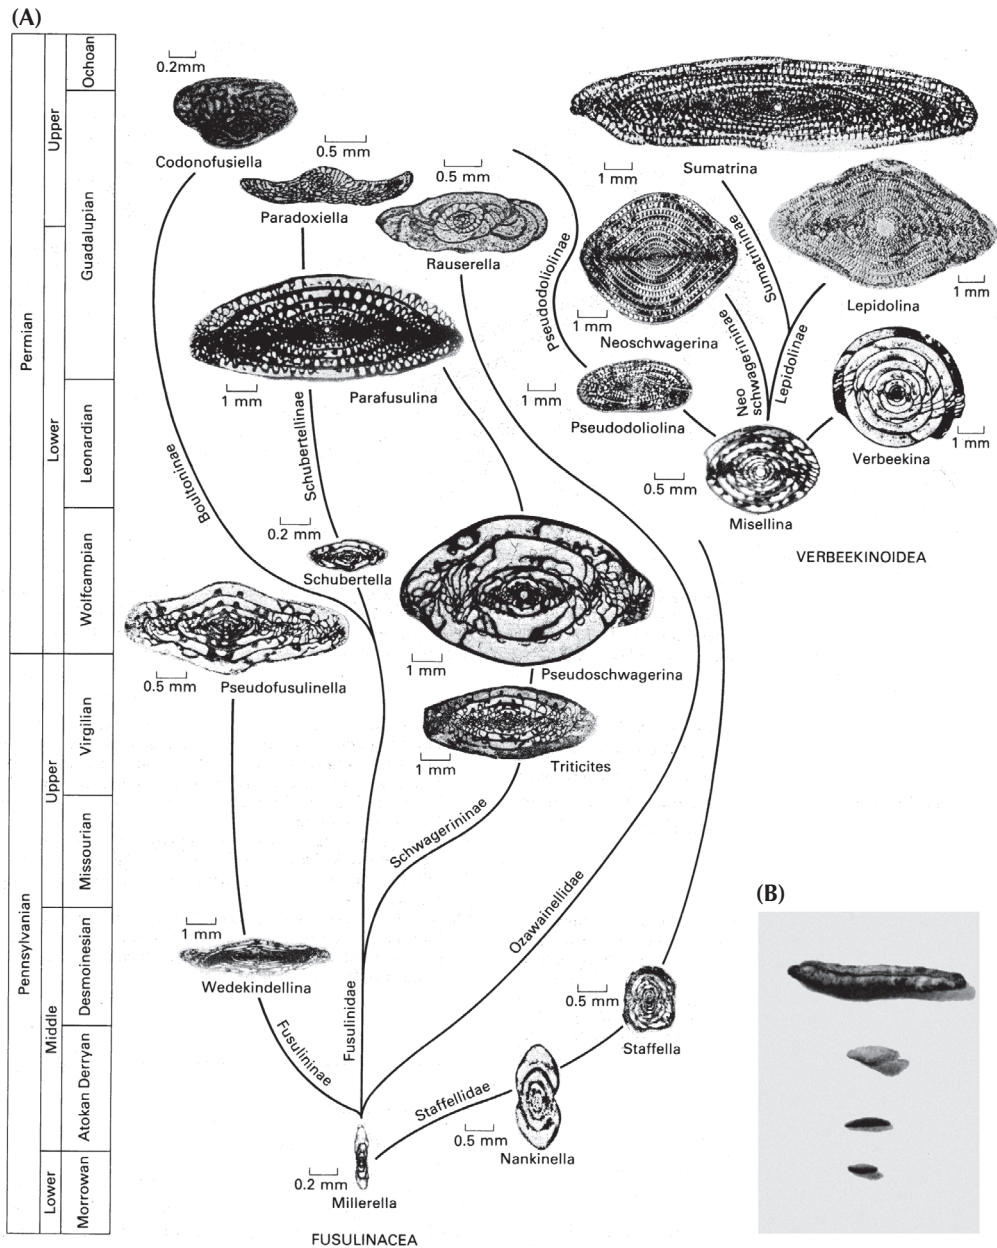 (A)
Ochoan
Guadalupian
Leonardian
Wolfcampian
Virgilian
Missourian
Desmoinesian
Atokan Derryan
Morrowan
Upper
Lower
Upper
Middle
Lower
Permian
Pennsylvanian
0.2mm
Codonofusiella
0.5 mm
Paradoxiella
0.5 mm
Rauserella
1 mm
Sumatrina
Pseudodoliolinae
1 mm
Neoschwagerina
Sumatrininae
Lepidolina
1 mm
1 mm
Parafusulina
1 mm
Pseudodoliolina
Neo
schwagerininae
Lepidolinae
Verbeekina
1 mm
0.5 mm
Misellina
VERBEEKINOIDEA
Boultoninae
Schubertellinae
0.2 mm
Schubertella
0.5 mm
Pseudofusulinella
1 mm
Pseudoschwagerina
1 mm
Triticites
Schwagerininae
Ozawainellidae
1 mm
Wedekindellina
Fusulininae
Fusulinidae
Staffellidae
0.5 mm
Staffella
0.5 mm
Nankinella
0.2 mm
Millerella
FUSULINACEA
(B)